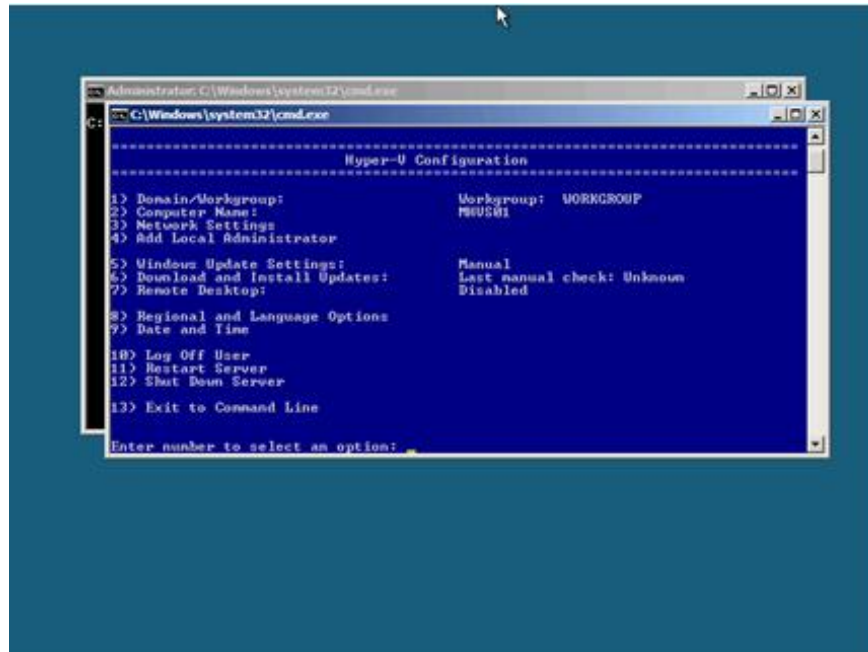 Administrator: C:\Windows\system32\cmd.exe
C:
C:\Windows\system32\cmd.exe
===============================================================================
Hyper-V Configuration
===============================================================================
1) Domain/Workgroup: Workgroup: WORKGROUP
2) Computer Name: MHVS01
3) Network Settings
4) Add Local Administrator
5) Windows Update Settings: Manual
6) Download and Install Updates: Last manual check: Unknown
7) Remote Desktop: Disabled
8) Regional and Language Options
9) Date and Time
10) Log Off User
11) Restart Server
12) Shut Down Server
13) Exit to Command Line
Enter number to select an option: _